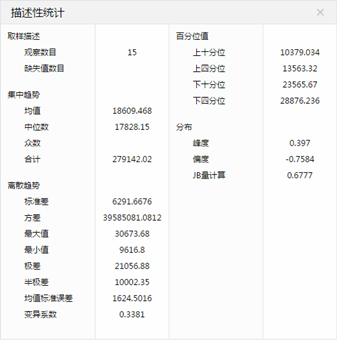 描述性统计
取样描述
观察数目 15
缺失值数目
集中趋势
均值 18609.468
中位数 17828.15
众数
合计 279142.02
离散趋势
标准差 6291.6676
方差 39585081.0812
最大值 30673.68
最小值 9616.8
极差 21056.88
半极差 10002.35
均值标准误差 1624.5016
变异系数 0.3381
百分位值
上十分位 10379.034
上四分位 13563.32
下十分位 23565.67
下四分位 28876.236
分布
峰度 0.397
偏度 -0.7584
JB量计算 0.6777